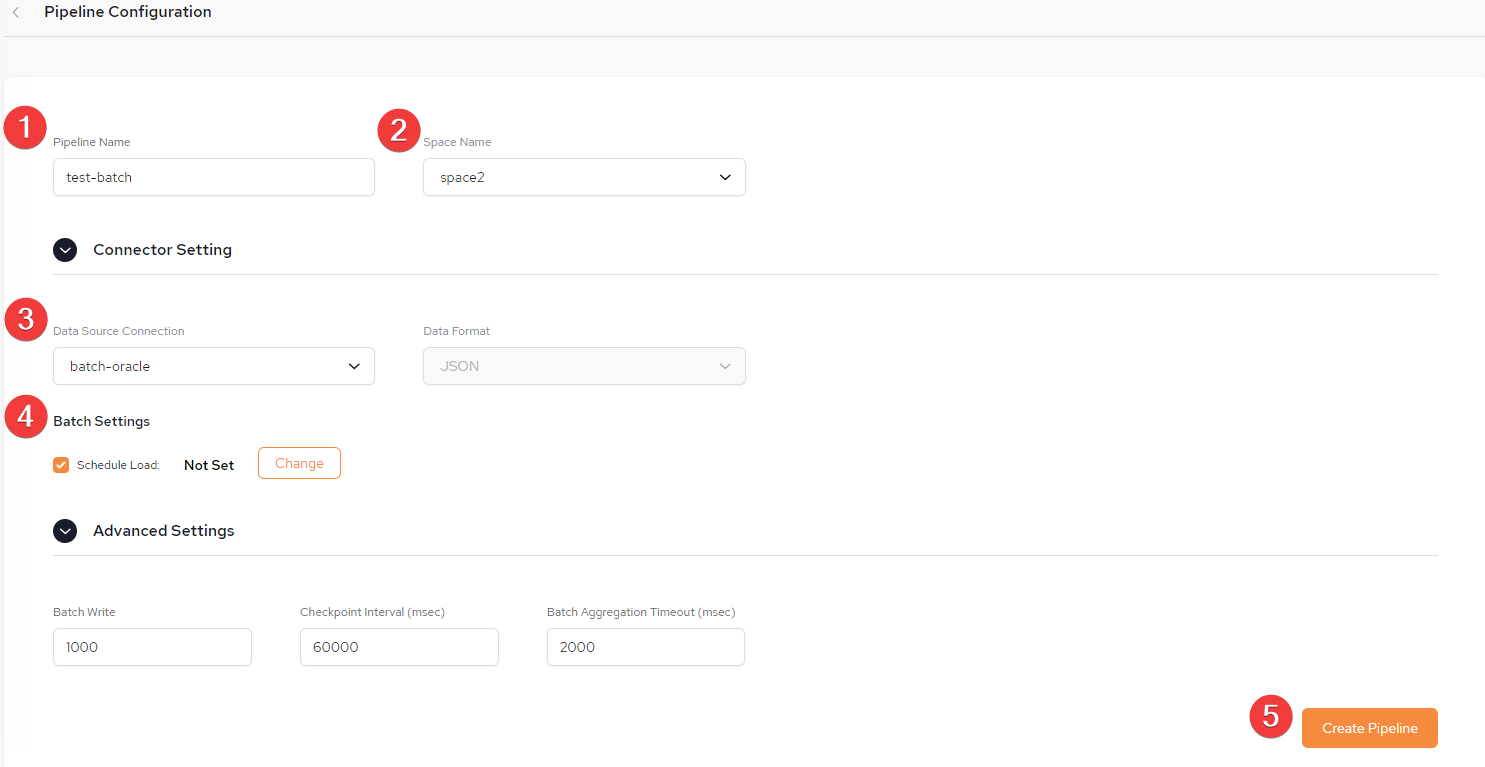 Pipeline Configuration
1
2
Pipeline Name
Space Name
test-batch
space2
Connector Setting
3
Data Source Connection
Data Format
batch-oracle
JSON
4
Batch Settings
Schedule Load:
Not Set
Change
Advanced Settings
Batch Write
Checkpoint Interval (msec)
Batch Aggregation Timeout (msec)
1000
60000
2000
5
Create Pipeline